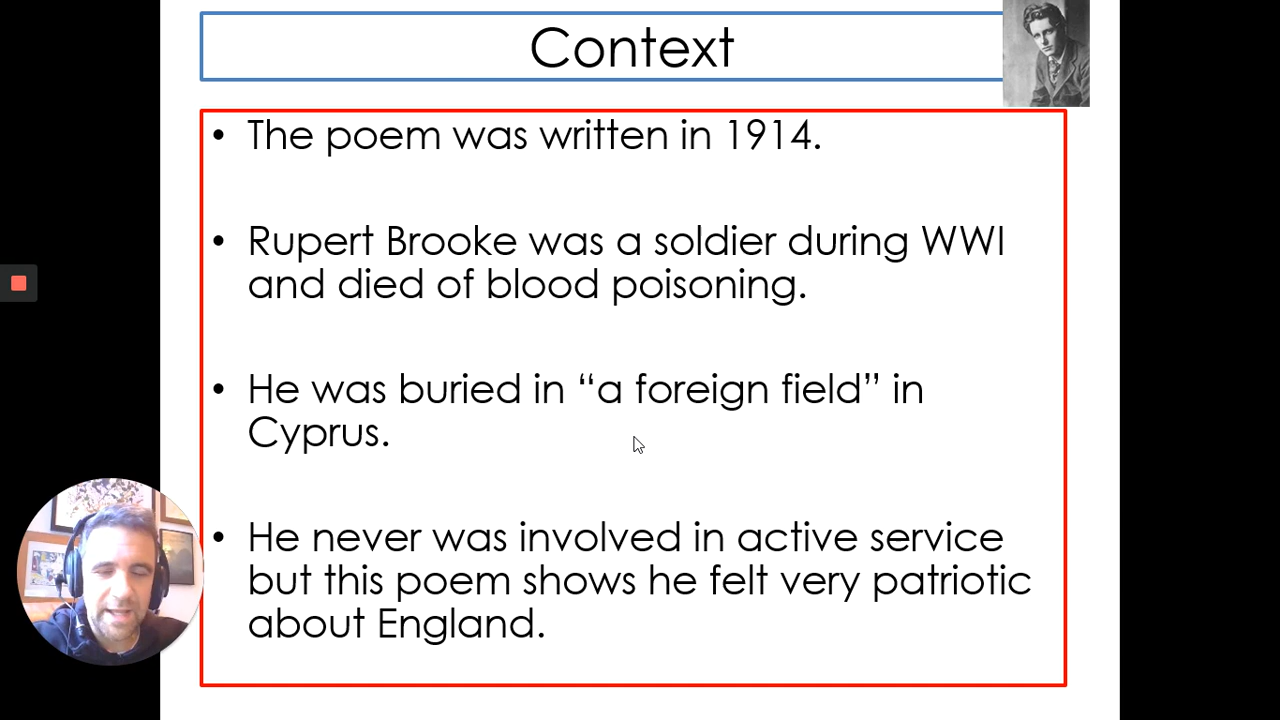 Context
• The poem was written in 1914.
• Rupert Brooke was a soldier during WWI
and died of blood poisoning.
• He was buried in “a foreign field” in
Cyprus.
• He never was involved in active service
but this poem shows he felt very patriotic
about England.